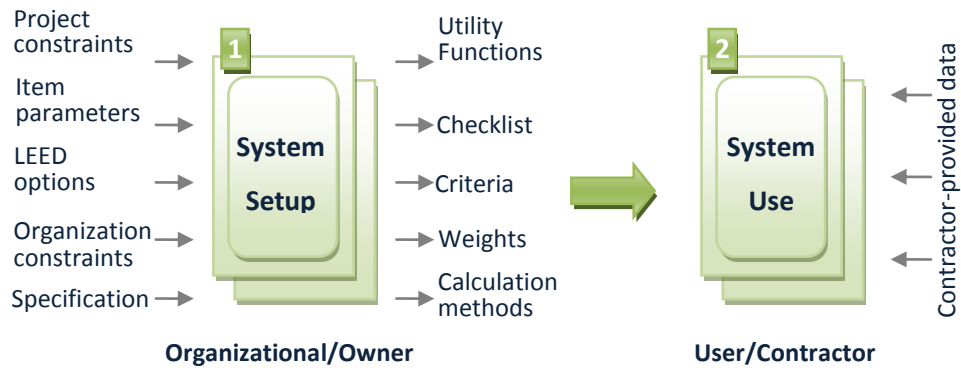 Project
constraints
Item
parameters
LEED
options
Organization
constraints
Specification
1
System
Setup
Utility
Functions
Checklist
Criteria
Weights
Calculation
methods
Organizational/Owner
2
System
Use
Contractor-provided data
User/Contractor